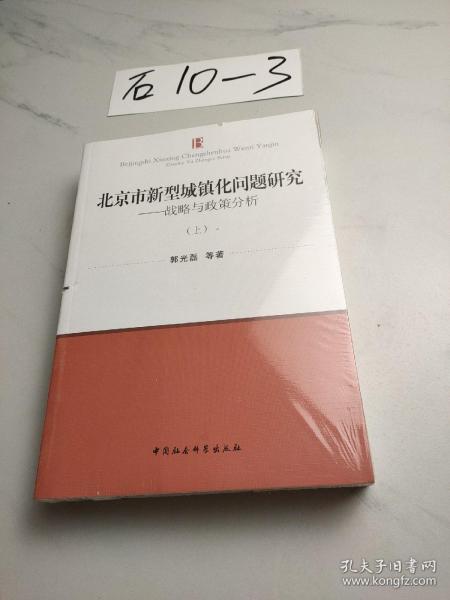 石10-3
B
Beijingshi Xinxing Chengzhenhua Wenti Yanjiu
北京市新型城镇化问题研究
——战略与政策分析
（上）
郭光磊 等著
中国社会科学出版社
孔夫子旧书网
www.kongfz.com